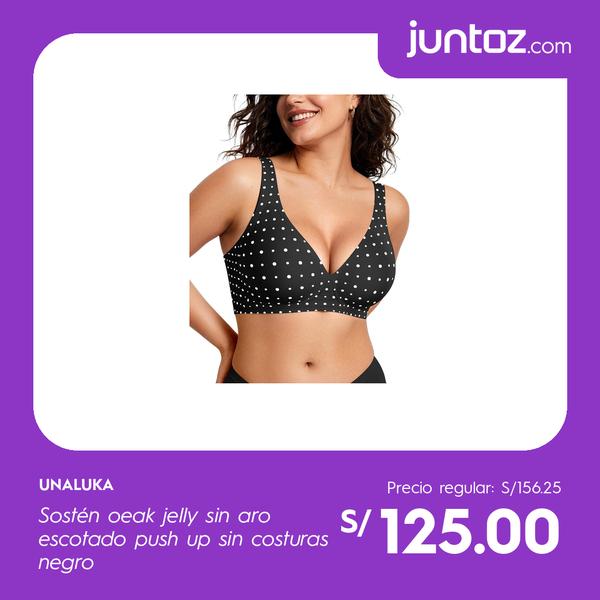 juntoz.com
UNALUKA
Sostén oeak jelly sin aro
escotado push up sin costuras
negro
Precio regular: S/156.25
S/125.00